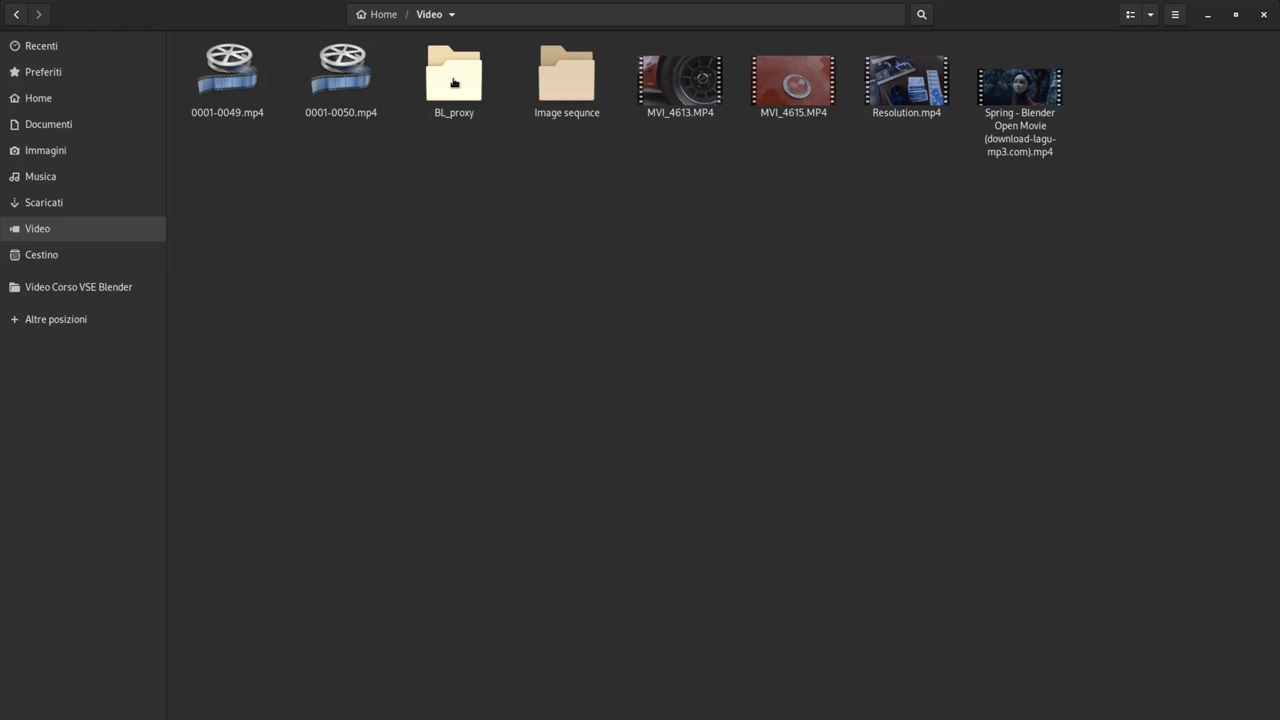 Home / Video
Recenti
Preferiti
Home
Documenti
Immagini
Musica
Scaricati
Video
Cestino
Video Corso VSE Blender
Altre posizioni
0001-0049.mp4
0001-0050.mp4
BL_proxy
Image sequnce
MVI_4613.MP4
MVI_4615.MP4
Resolution.mp4
Spring - Blender
Open Movie
(download-lagu-
mp3.com).mp4